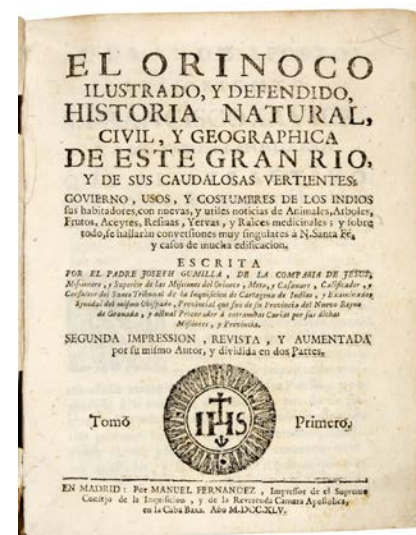 EL ORINOCO
ILUSTRADO, Y DEFENDIDO,
HISTORIA NATURAL,
CIVIL, Y GEOGRAPHICA
DE ESTE GRAN RIO,
Y DE SUS CAUDALOSAS VERTIENTES:
GOVIERNO, USOS, Y COSTUMBRES DE LOS INDIOS
sus habitadores, con nuevas, y utiles noticias de Animales, Arboles,
Frutos, Aceytes, Resinas, Yervas, y Raìces medicinales; y sobre
todo, se hallaràn conversiones muy singulares à N. Santa Fé,
y casos de mucha edificacion.
ESCRITA
POR EL PADRE JOSEPH GUMILLA, DE LA COMPAÑIA DE JESUS,
Missionero, y Superior de las Missiones del Orinoco, Meta, y Casanare, Calificador, y
Consultor del Santo Tribunal de la Inquisicion de Cartagena de Indias, y Examinador
Synodal del mismo Obispado, Provincial que fue de su Provincia del Nuevo Reyno
de Granada, y actual Procurador à entrambas Curias por sus dichas
Missiones, y Provincia.
SEGUNDA IMPRESSION, REVISTA, Y AUMENTADA
por su mismo Autor, y dividida en dos Partes.
Tomo Primero.
IHS
EN MADRID: Por MANUEL FERNANDEZ, Impressor de el Supremo
Consejo de la Inquisicion, y de la Reverenda Camara Apostolica,
en la Caba Baxa. Año M.DCC.XLV.